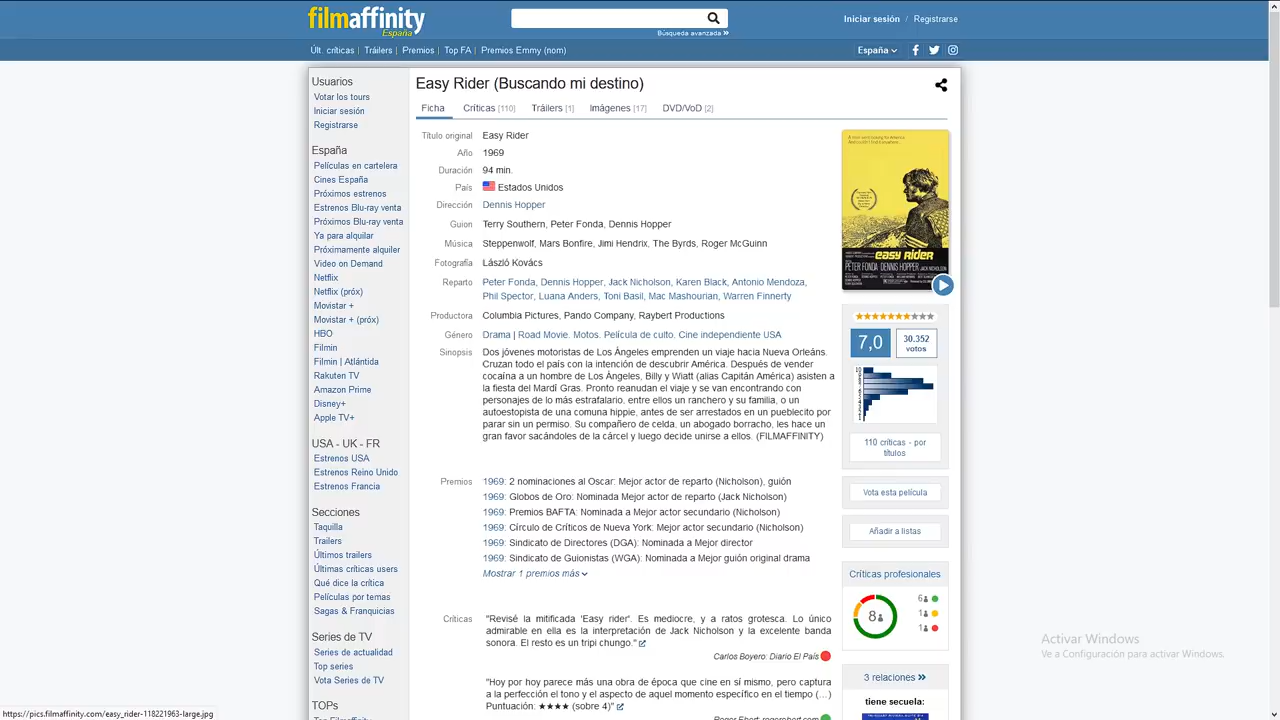 filmaffinity
España
Búsqueda avanzada
Iniciar sesión / Registrarse
Últ. críticas | Tráilers | Premios | Top FA | Premios Emmy (nom)
España
Usuarios
Votar los tours
Iniciar sesión
Registrarse
España
Películas en cartelera
Cines España
Próximos estrenos
Estrenos Blu-ray venta
Próximos Blu-ray venta
Ya para alquilar
Próximamente alquiler
Video on Demand
Netflix
Netflix (próx)
Movistar +
Movistar + (próx)
HBO
Filmin
Filmin | Atlántida
Rakuten TV
Amazon Prime
Disney+
Apple TV+
USA - UK - FR
Estrenos USA
Estrenos Reino Unido
Estrenos Francia
Secciones
Taquilla
Trailers
Últimos trailers
Últimas críticas users
Qué dice la crítica
Películas por temas
Sagas & Franquicias
Series de TV
Series de actualidad
Top series
Vota Series de TV
TOPs
Easy Rider (Buscando mi destino)
Ficha Críticas [110] Tráilers [1] Imágenes [17] DVD/VoD [2]
Título original Easy Rider
Año 1969
Duración 94 min.
País Estados Unidos
Dirección Dennis Hopper
Guion Terry Southern, Peter Fonda, Dennis Hopper
Música Steppenwolf, Mars Bonfire, Jimi Hendrix, The Byrds, Roger McGuinn
Fotografía László Kovács
Reparto Peter Fonda, Dennis Hopper, Jack Nicholson, Karen Black, Antonio Mendoza,
Phil Spector, Luana Anders, Toni Basil, Mac Mashourian, Warren Finnerty
Productora Columbia Pictures, Pando Company, Raybert Productions
Género Drama | Road Movie. Motos. Película de culto. Cine independiente USA
Sinopsis Dos jóvenes motoristas de Los Ángeles emprenden un viaje hacia Nueva Orleáns.
Cruzan todo el país con la intención de descubrir América. Después de vender
cocaína a un hombre de Los Ángeles, Billy y Wiatt (alias Capitán América) asisten a
la fiesta del Mardi Gras. Pronto reanudan el viaje y se van encontrando con
personajes de lo más estrafalario, entre ellos un ranchero y su familia, o un
autoestopista de una comuna hippie, antes de ser arrestados en un pueblecito por
parar sin un permiso. Su compañero de celda, un abogado borracho, les hace un
gran favor sacándoles de la cárcel y luego decide unirse a ellos. (FILMAFFINITY)
Premios 1969: 2 nominaciones al Oscar: Mejor actor de reparto (Nicholson), guión
1969: Globos de Oro: Nominada Mejor actor de reparto (Jack Nicholson)
1969: Premios BAFTA: Nominada a Mejor actor secundario (Nicholson)
1969: Círculo de Críticos de Nueva York: Mejor actor secundario (Nicholson)
1969: Sindicato de Directores (DGA): Nominada a Mejor director
1969: Sindicato de Guionistas (WGA): Nominada a Mejor guión original drama
Mostrar 1 premios más
Críticas "Revisé la mitificada 'Easy rider'. Es mediocre, y a ratos grotesca. Lo único
admirable en ella es la interpretación de Jack Nicholson y la excelente banda
sonora. El resto es un tripi chungo."
Carlos Boyero: Diario El País
"Hoy por hoy parece más una obra de época que cine en sí mismo, pero captura
a la perfección el tono y el aspecto de aquel momento específico en el tiempo (...)
Puntuación: ★★★★ (sobre 4)"
easy rider
PETER FONDA DENNIS HOPPER JACK NICHOLSON
7,0
30.352
votos
110 críticas - por
títulos
Vota esta película
Añadir a listas
Críticas profesionales
8
6
1
1
3 relaciones
tiene secuela:
Activar Windows
Ve a Configuración para activar Windows.
https://pics.filmaffinity.com/easy_rider-118221963-large.jpg